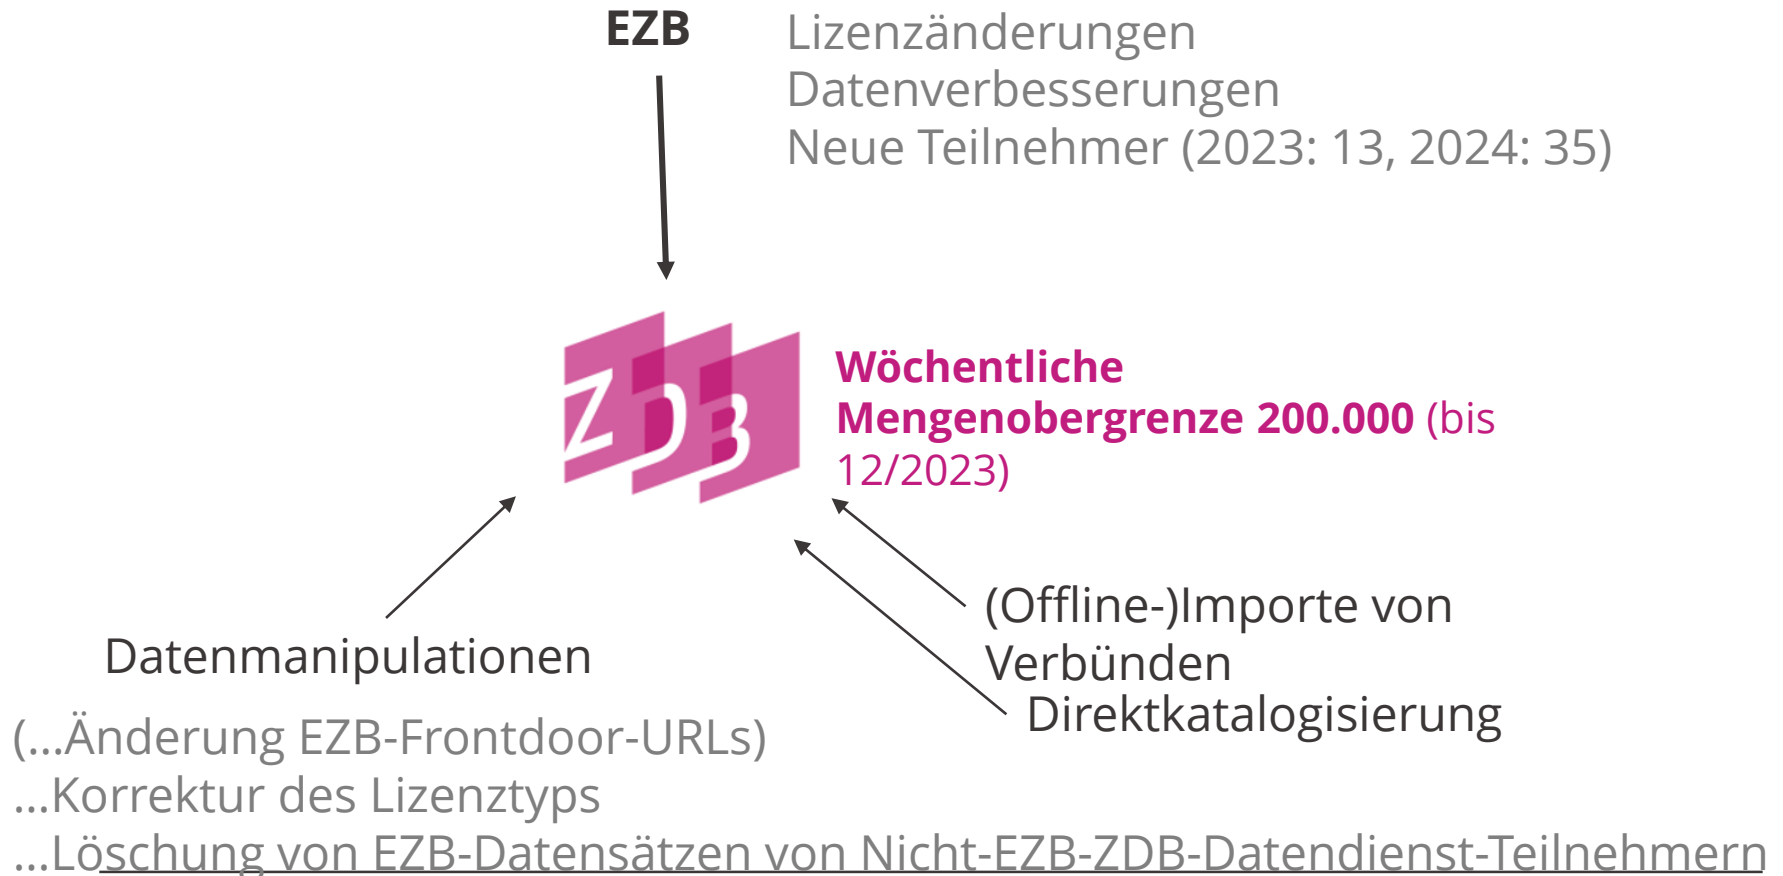 EZB
Lizenzänderungen
Datenverbesserungen
Neue Teilnehmer (2023: 13, 2024: 35)
ZDB
Wöchentliche
Mengenobergrenze 200.000 (bis
12/2023)
(Offline-)Importe von
Verbünden
Direktkatalogisierung
Datenmanipulationen
(...Änderung EZB-Frontdoor-URLs)
...Korrektur des Lizenztyps
...Löschung von EZB-Datensätzen von Nicht-EZB-ZDB-Datendienst-Teilnehmern